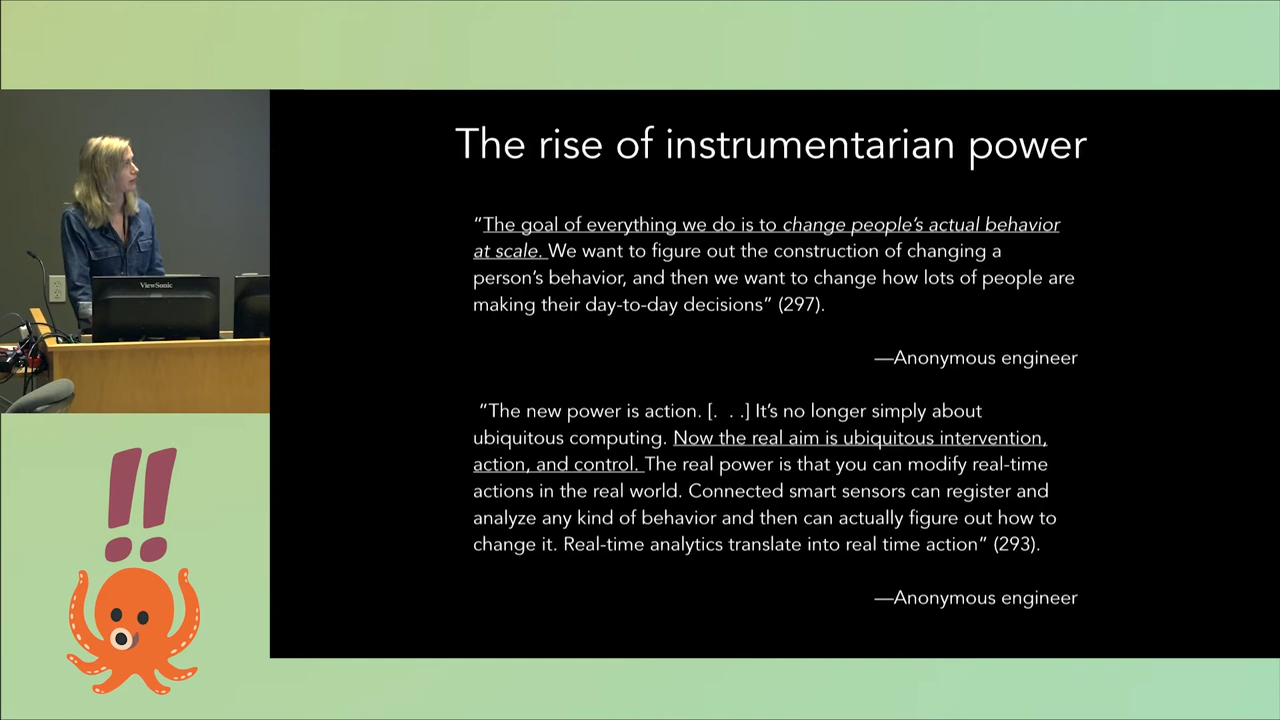 The rise of instrumentarian power
“The goal of everything we do is to change people’s actual behavior
at scale. We want to figure out the construction of changing a
person’s behavior, and then we want to change how lots of people are
making their day-to-day decisions” (297).
—Anonymous engineer
“The new power is action. [. . .] It’s no longer simply about
ubiquitous computing. Now the real aim is ubiquitous intervention,
action, and control. The real power is that you can modify real-time
actions in the real world. Connected smart sensors can register and
analyze any kind of behavior and then can actually figure out how to
change it. Real-time analytics translate into real time action” (293).
—Anonymous engineer
ViewSonic
!!